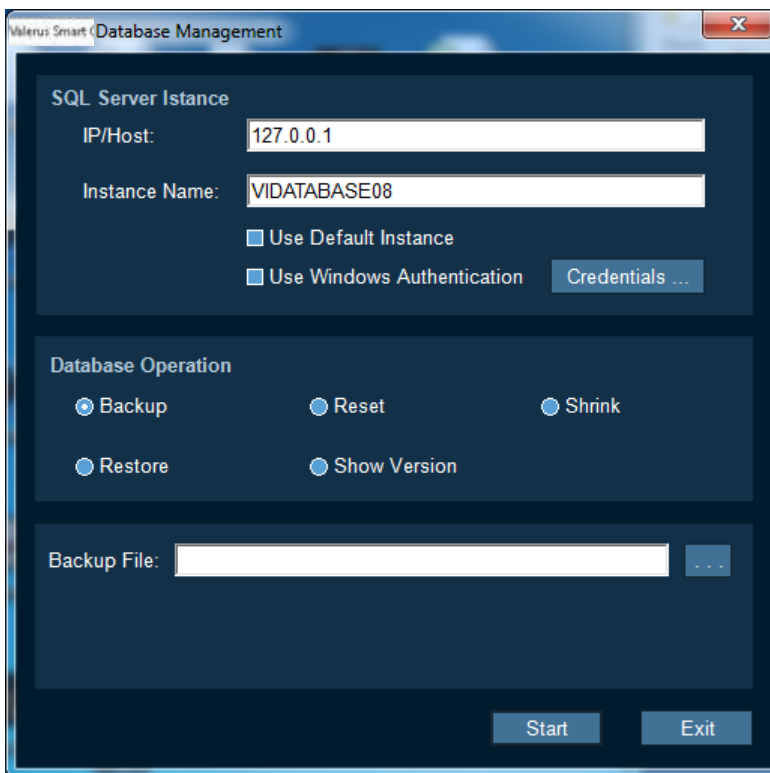 Valerus Smart C Database Management
SQL Server Istance
IP/Host: 127.0.0.1
Instance Name: VIDATABASE08
Use Default Instance
Use Windows Authentication Credentials ...
Database Operation
Backup Reset Shrink
Restore Show Version
Backup File: . . .
Start Exit